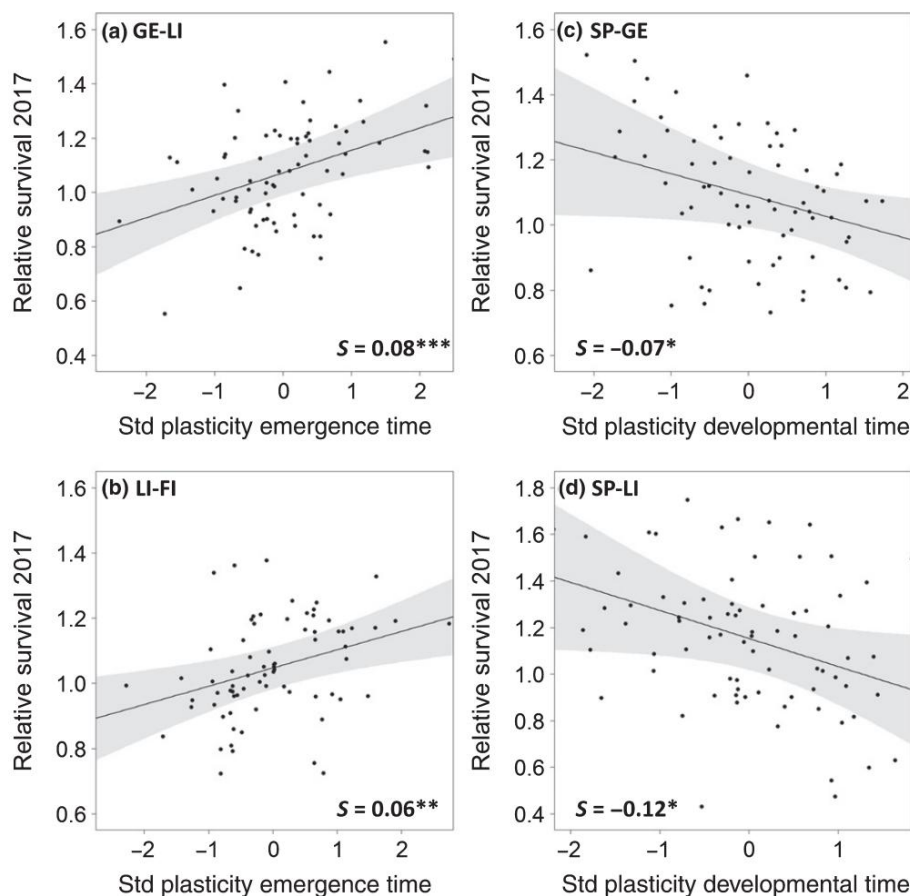 (a) GE-LI
Relative survival 2017
1.6
1.4
1.2
1.0
0.8
0.6
0.4
S = 0.08***
−2 −1 0 1 2
Std plasticity emergence time
(c) SP-GE
Relative survival 2017
1.6
1.4
1.2
1.0
0.8
0.6
S = −0.07*
−2 −1 0 1 2
Std plasticity developmental time
(b) LI-FI
Relative survival 2017
1.6
1.4
1.2
1.0
0.8
0.6
S = 0.06**
−2 −1 0 1 2
Std plasticity emergence time
(d) SP-LI
Relative survival 2017
1.8
1.6
1.4
1.2
1.0
0.8
0.6
0.4
S = −0.12*
−2 −1 0 1
Std plasticity developmental time